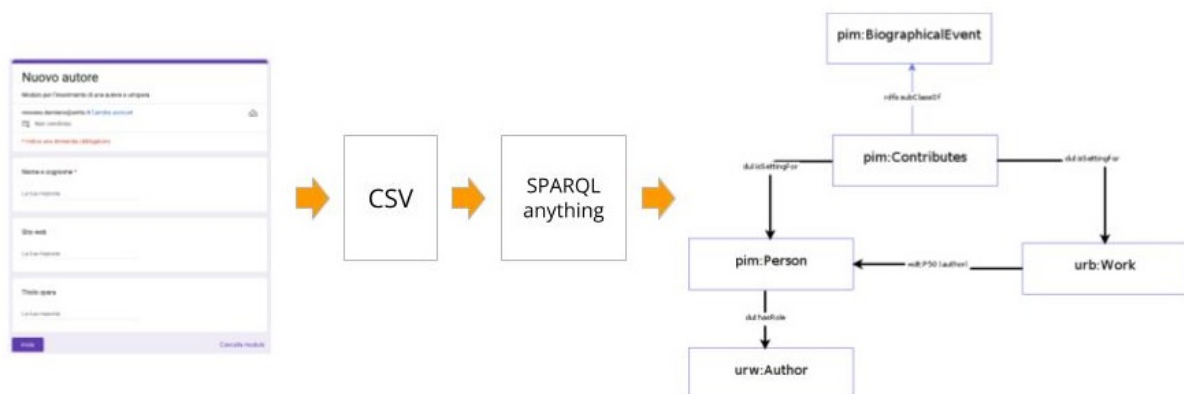 Nuovo autore
Modulo per l'inserimento di una autore o un'opera
Cambia account
Non condiviso
* Indica una domanda obbligatoria
Nome e cognome *
La tua risposta
Sito web
La tua risposta
Titolo opera
La tua risposta
Invia
Cancella modulo
CSV
SPARQL
anything
pim:BiographicalEvent
rdfs:subClassOf
pim:Contributes
dul:isSettingFor
dul:isSettingFor
pim:Person
wdt:P50 (author)
urb:Work
dul:hasRole
urw:Author